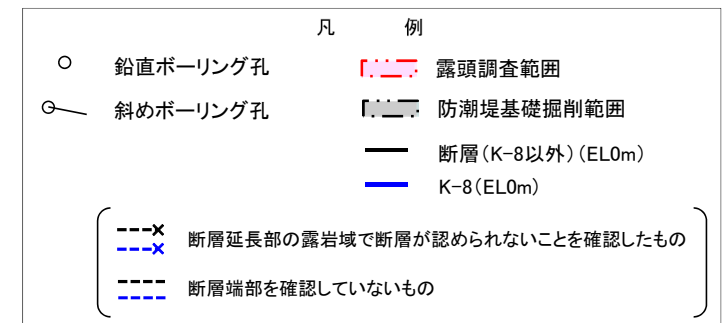 凡 例
鉛直ボーリング孔
露頭調査範囲
斜めボーリング孔
防潮堤基礎掘削範囲
断層(K-8以外)(EL0m)
K-8(EL0m)
断層延長部の露岩域で断層が認められないことを確認したもの
断層端部を確認していないもの